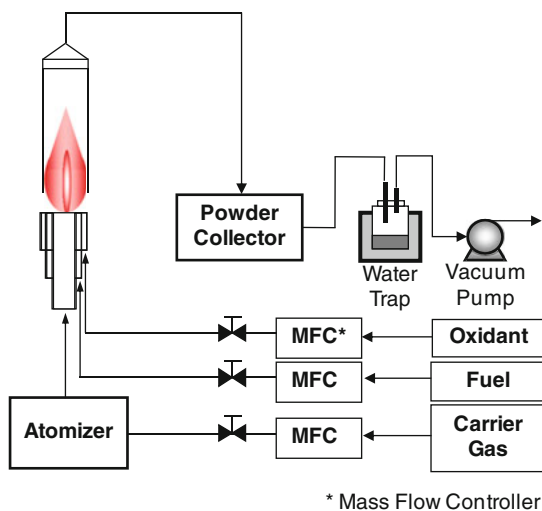 Powder
Collector
Water
Trap
Vacuum
Pump
MFC*
Oxidant
MFC
Fuel
Atomizer
MFC
Carrier
Gas
* Mass Flow Controller